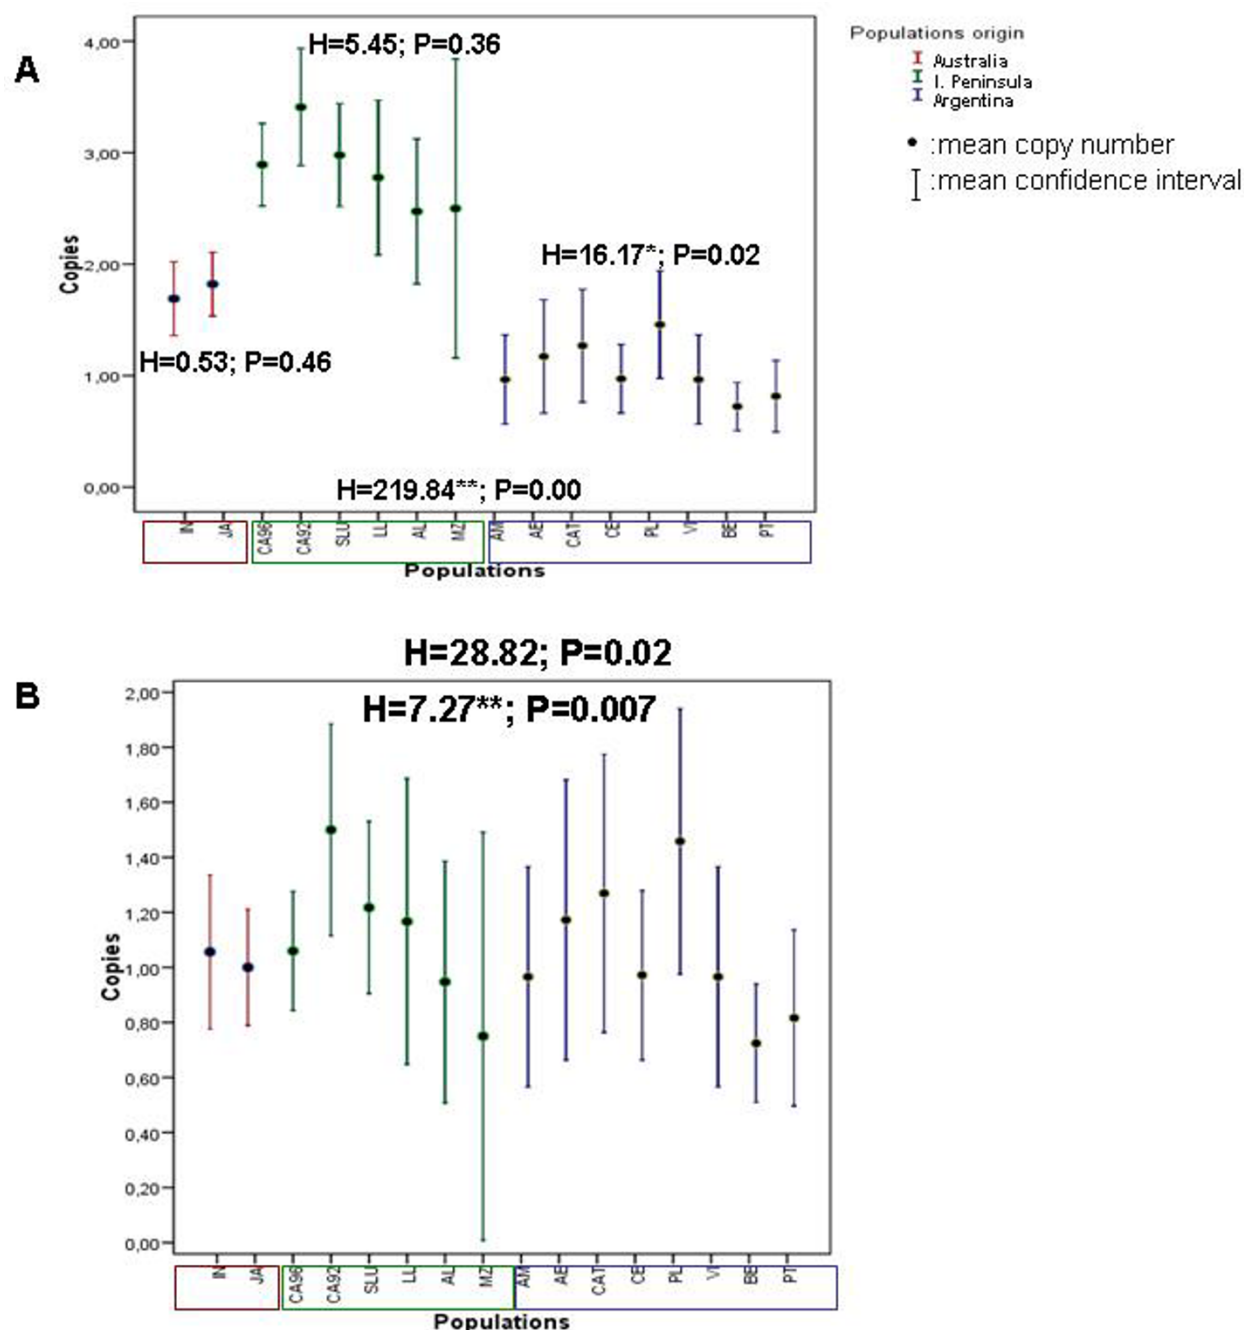 A
4,00
3,00
2,00
1,00
0,00
Copies
H=5.45; P=0.36
H=16.17*; P=0.02
H=0.53; P=0.46
H=219.84**; P=0.00
IN JA CA96 CA92 SLU LL AL MZ AM AE CAT CE PL VI BE PT
Populations
Populations origin
Australia
I. Peninsula
Argentina
:mean copy number
:mean confidence interval
B
H=28.82; P=0.02
H=7.27**; P=0.007
2,00
1,80
1,60
1,40
1,20
1,00
0,80
0,60
0,40
0,20
0,00
Copies
IN JA CA96 CA92 SLU LL AL MZ AM AE CAT CE PL VI BE PT
Populations